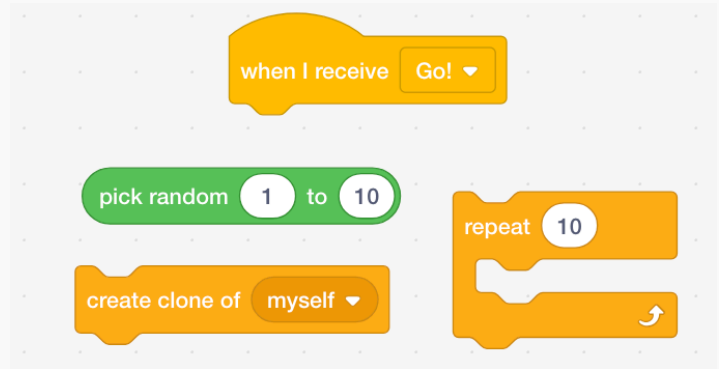 when I receive Go!
pick random 1 to 10
repeat 10
create clone of myself